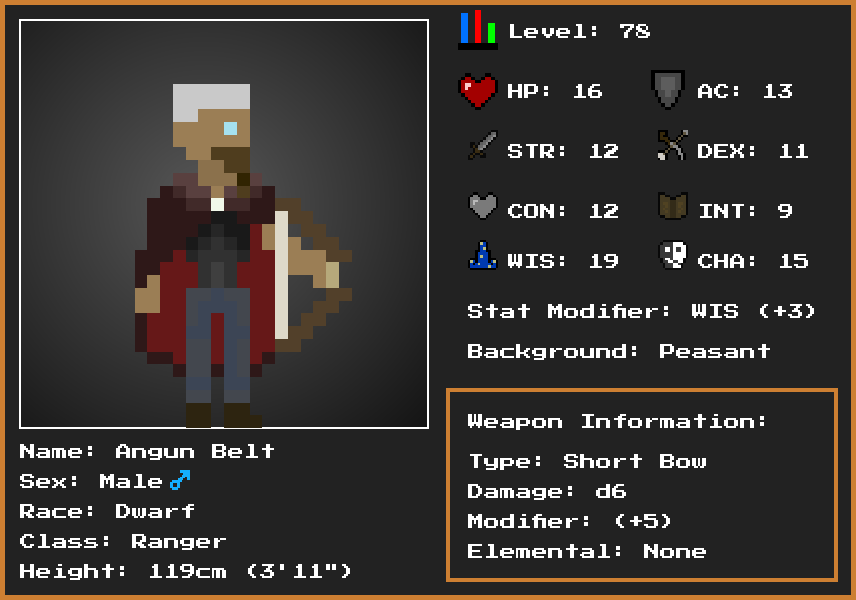 Level: 78
HP: 16 AC: 13
STR: 12 DEX: 11
CON: 12 INT: 9
WIS: 19 CHA: 15
Stat Modifier: WIS (+3)
Background: Peasant
Weapon Information:
Type: Short Bow
Damage: d6
Modifier: (+5)
Elemental: None
Name: Angun Belt
Sex: Male ♂
Race: Dwarf
Class: Ranger
Height: 119cm (3'11")